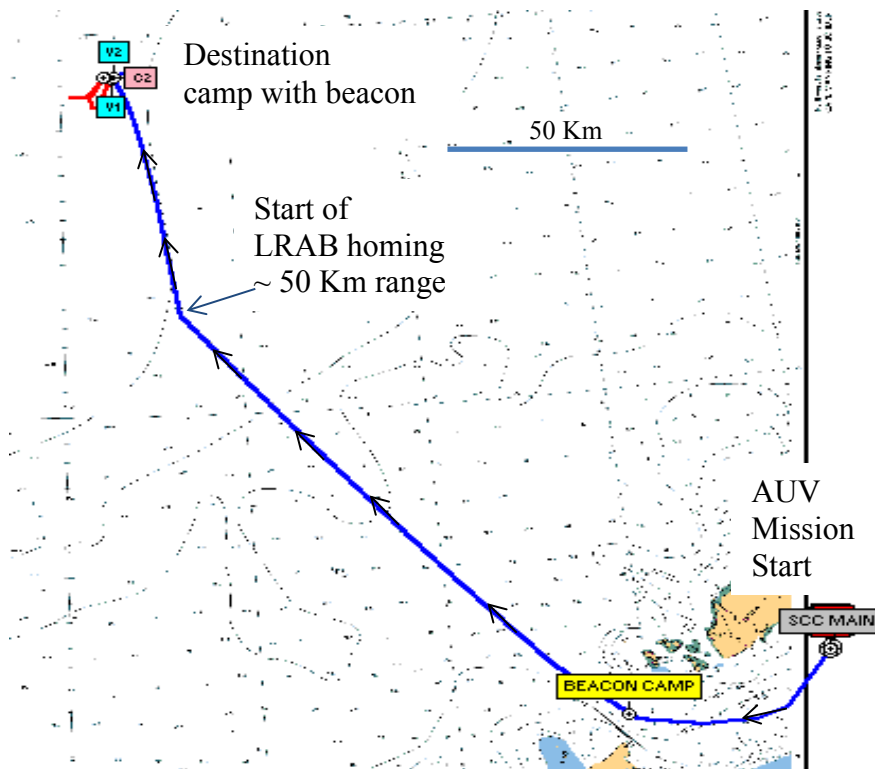 V2
Destination
camp with beacon
C2
V1
50 Km
Start of
LRAB homing
~ 50 Km range
AUV
Mission
Start
SCC MAIN
BEACON CAMP